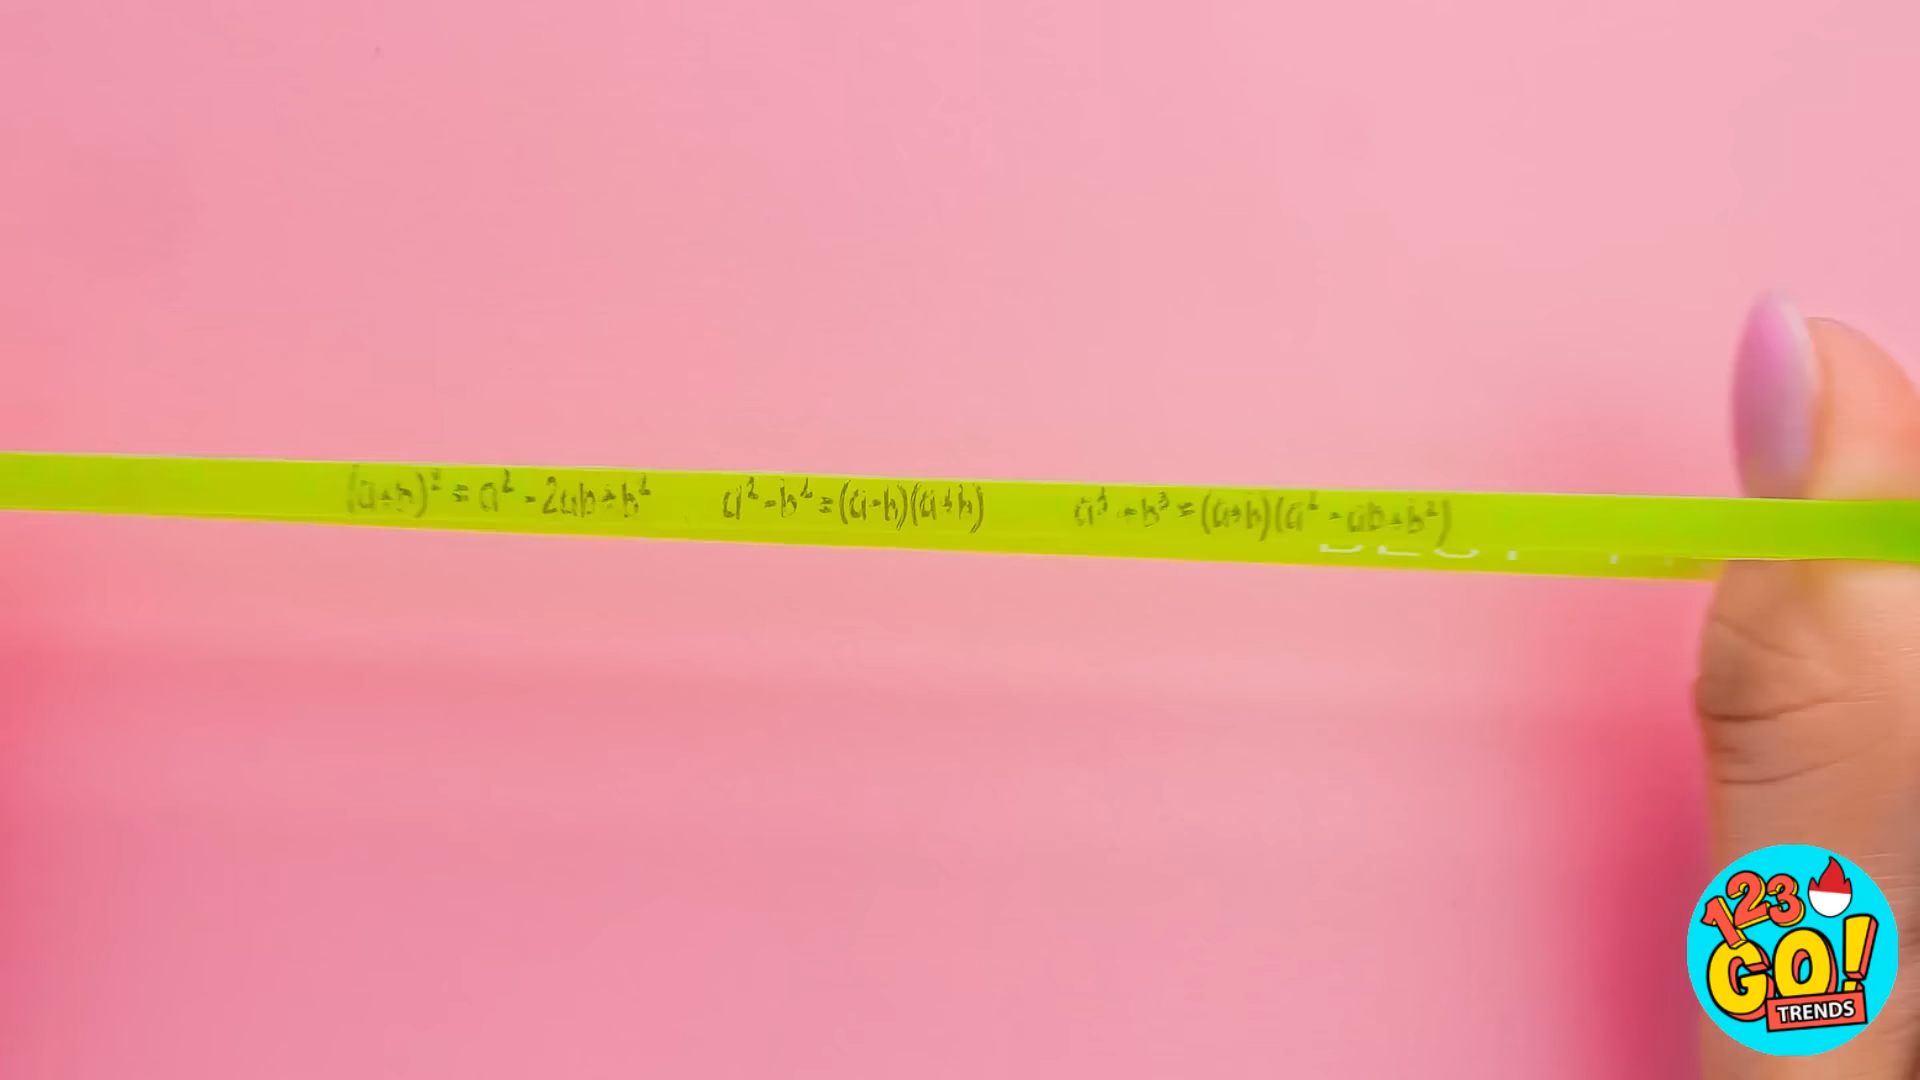 (a+b)² = a² - 2ab+b² a²-b²=(a-b)(a+b) a³+b³=(a+b)(a²-ab+b²)
123
GO!
TRENDS